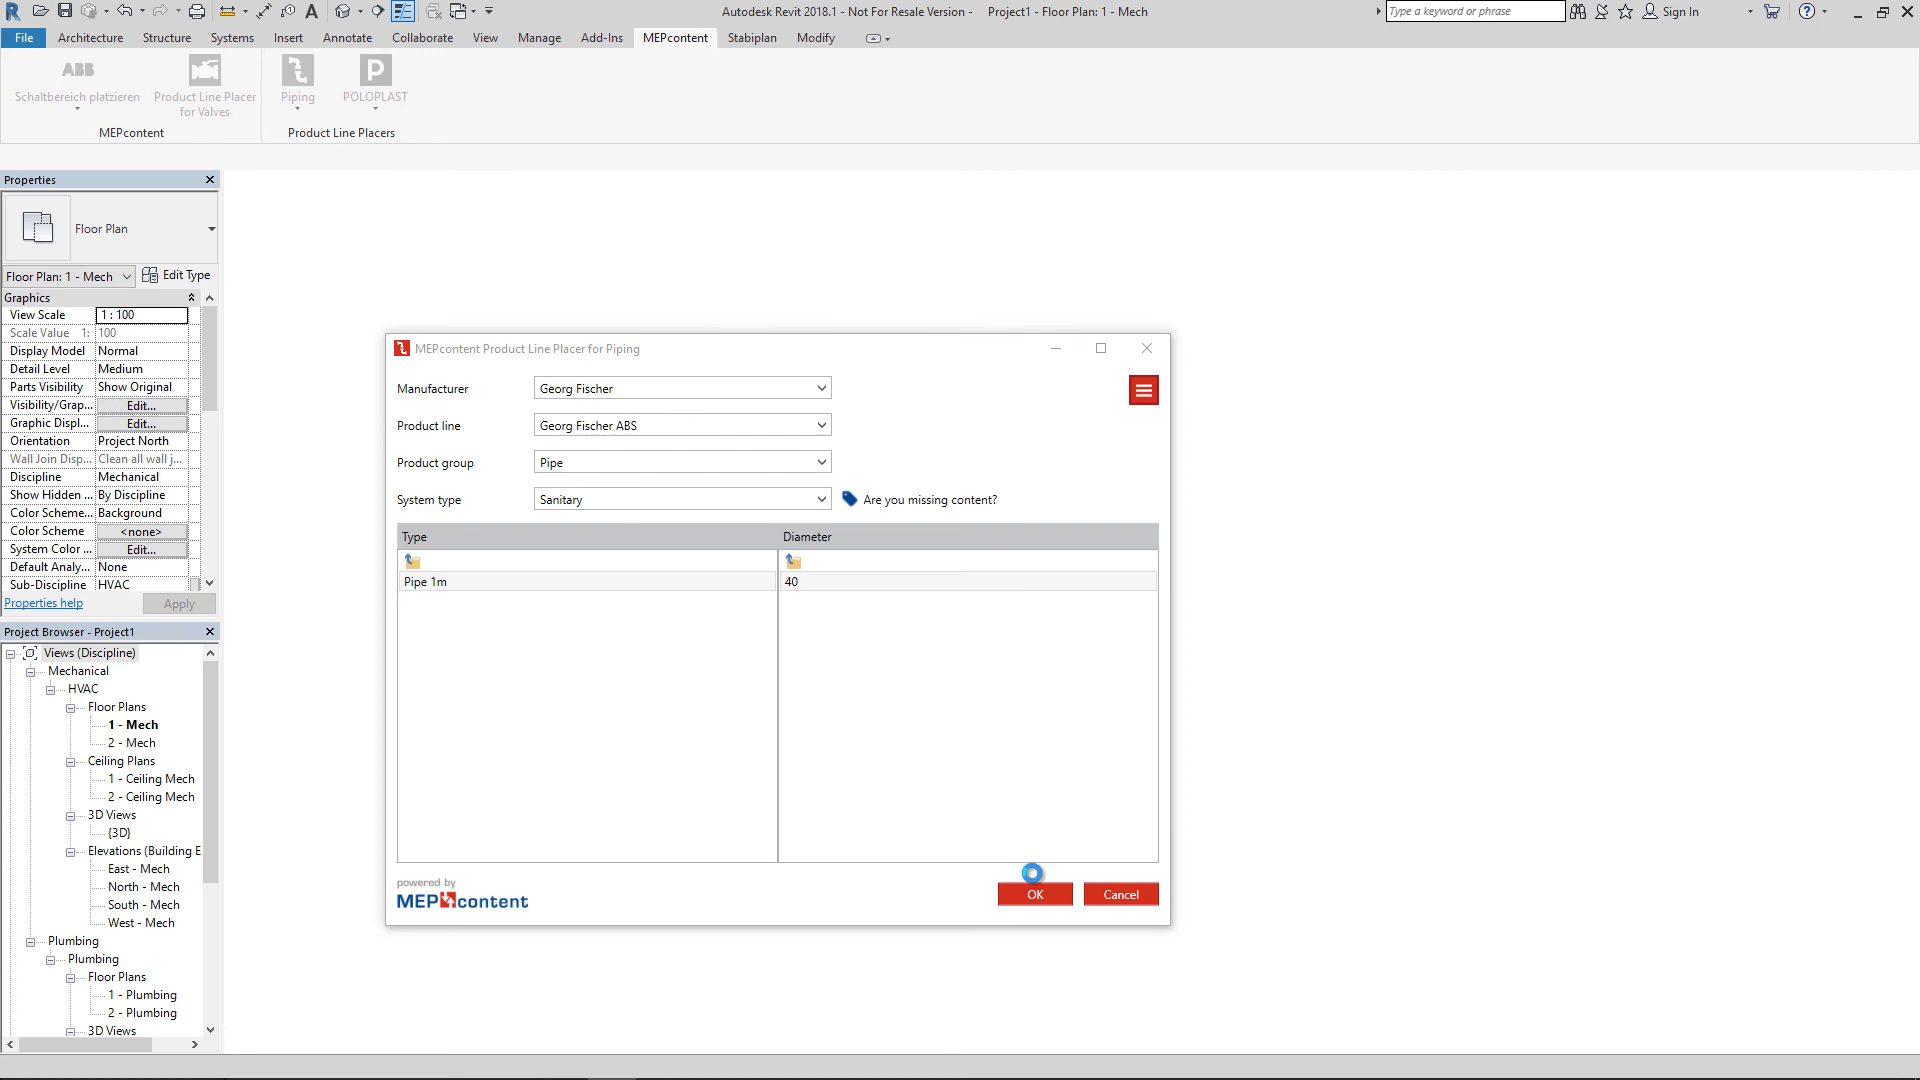 Autodesk Revit 2018.1 - Not For Resale Version - Project1 - Floor Plan: 1 - Mech
Type a keyword or phrase
Sign In
File Architecture Structure Systems Insert Annotate Collaborate View Manage Add-Ins MEPcontent Stabiplan Modify
ABB
Schaltbereich platzieren
Product Line Placer
for Valves
Piping
P
POLOPLAST
MEPcontent
Product Line Placers
Properties
Floor Plan
Floor Plan: 1 - Mech
Edit Type
Graphics
View Scale 1 : 100
Scale Value 1: 100
Display Model Normal
Detail Level Medium
Parts Visibility Show Original
Visibility/Grap... Edit...
Graphic Displ... Edit...
Orientation Project North
Wall Join Disp... Clean all wall j...
Discipline Mechanical
Show Hidden ... By Discipline
Color Scheme... Background
Color Scheme <none>
System Color ... Edit...
Default Analy... None
Sub-Discipline HVAC
Properties help
Apply
Project Browser - Project1
Views (Discipline)
Mechanical
HVAC
Floor Plans
1 - Mech
2 - Mech
Ceiling Plans
1 - Ceiling Mech
2 - Ceiling Mech
3D Views
{3D}
Elevations (Building E
East - Mech
North - Mech
South - Mech
West - Mech
Plumbing
Plumbing
Floor Plans
1 - Plumbing
2 - Plumbing
3D Views
MEPcontent Product Line Placer for Piping
Manufacturer Georg Fischer
Product line Georg Fischer ABS
Product group Pipe
System type Sanitary
Are you missing content?
Type Diameter
Pipe 1m 40
powered by
MEPcontent
OK
Cancel